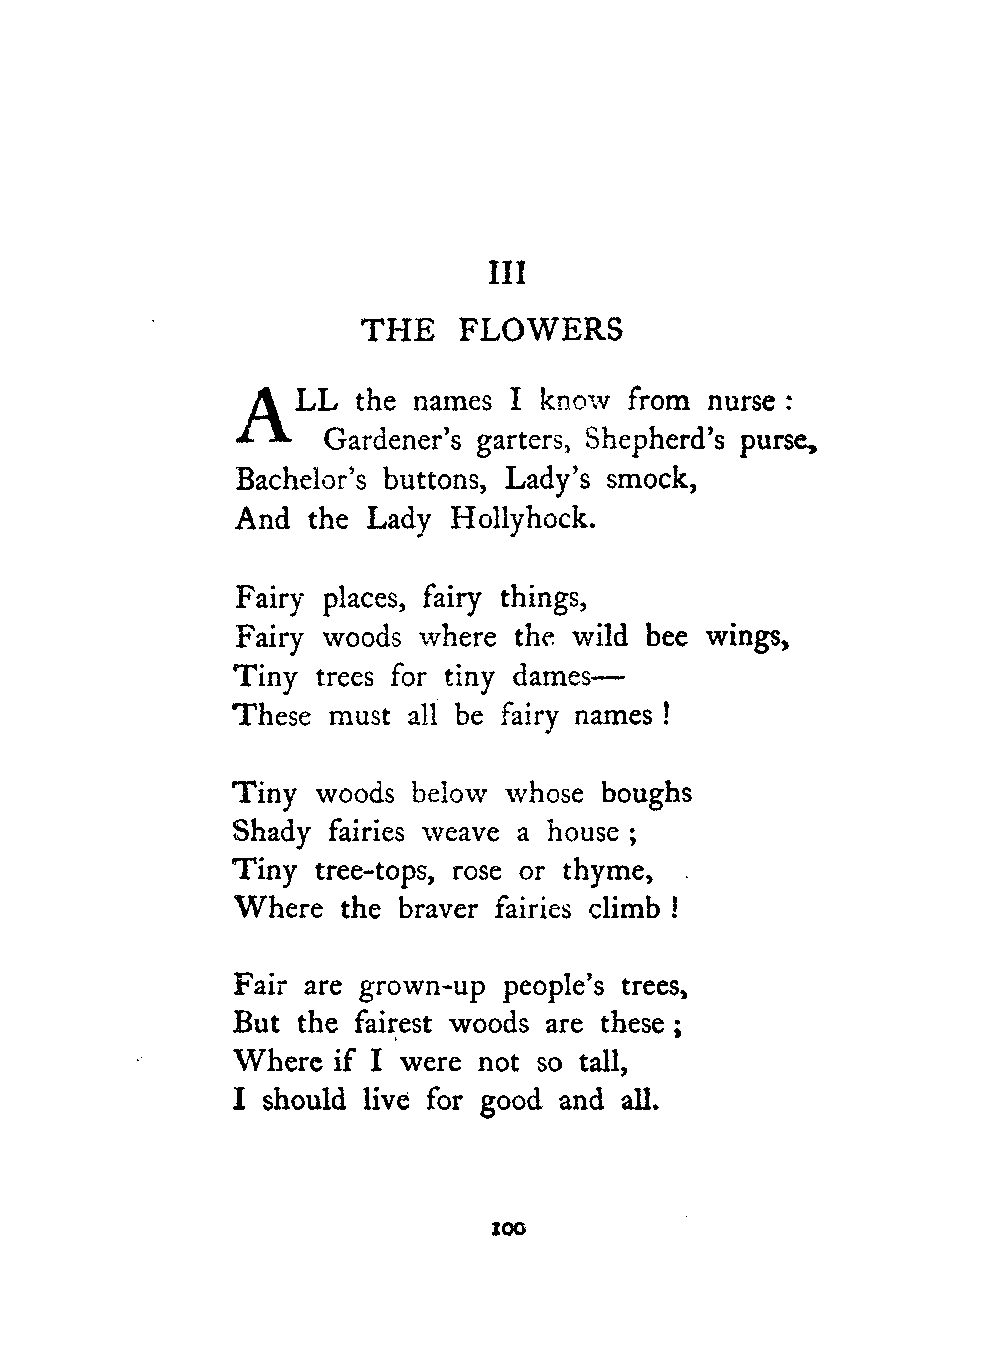 III
THE FLOWERS
ALL the names I know from nurse :
Gardener's garters, Shepherd's purse,
Bachelor's buttons, Lady's smock,
And the Lady Hollyhock.
Fairy places, fairy things,
Fairy woods where the wild bee wings,
Tiny trees for tiny dames—
These must all be fairy names !
Tiny woods below whose boughs
Shady fairies weave a house ;
Tiny tree-tops, rose or thyme,
Where the braver fairies climb !
Fair are grown-up people's trees,
But the fairest woods are these ;
Where if I were not so tall,
I should live for good and all.
100